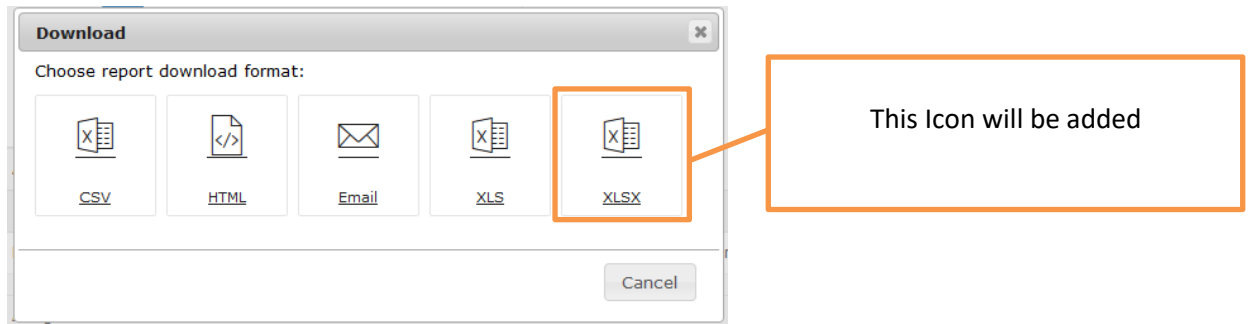 Download
Choose report download format:
CSV HTML Email XLS XLSX
Cancel
This Icon will be added